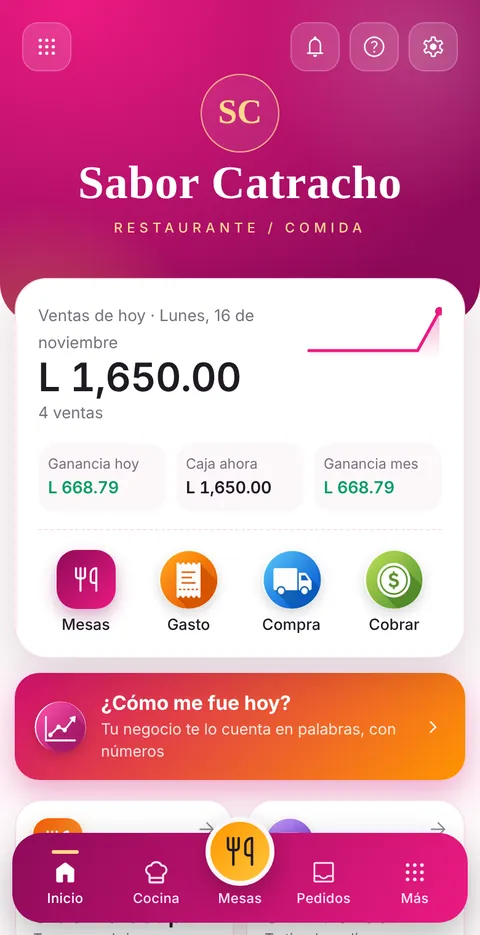 SC
Sabor Catracho
RESTAURANTE / COMIDA
Ventas de hoy · Lunes, 16 de
noviembre
L 1,650.00
4 ventas
Ganancia hoy
L 668.79
Caja ahora
L 1,650.00
Ganancia mes
L 668.79
Mesas
Gasto
Compra
Cobrar
¿Cómo me fue hoy?
Tu negocio te lo cuenta en palabras, con
números
Inicio
Cocina
Mesas
Pedidos
Más